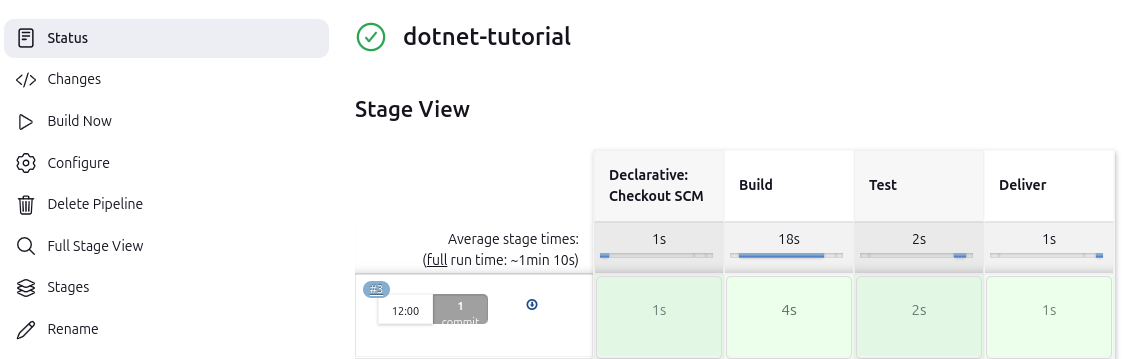 Status
Changes
Build Now
Configure
Delete Pipeline
Full Stage View
Stages
Rename
dotnet-tutorial
Stage View
Declarative:
Checkout SCM
Build
Test
Deliver
Average stage times:
(full run time: ~1min 10s)
1s
18s
2s
1s
#3
12:00
1
commit
1s
4s
2s
1s